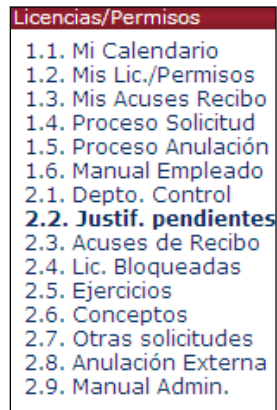 Licencias/Permisos
1.1. Mi Calendario
1.2. Mis Lic./Permisos
1.3. Mis Acuses Recibo
1.4. Proceso Solicitud
1.5. Proceso Anulación
1.6. Manual Empleado
2.1. Depto. Control
2.2. Justif. pendientes
2.3. Acuses de Recibo
2.4. Lic. Bloqueadas
2.5. Ejercicios
2.6. Conceptos
2.7. Otras solicitudes
2.8. Anulación Externa
2.9. Manual Admin.